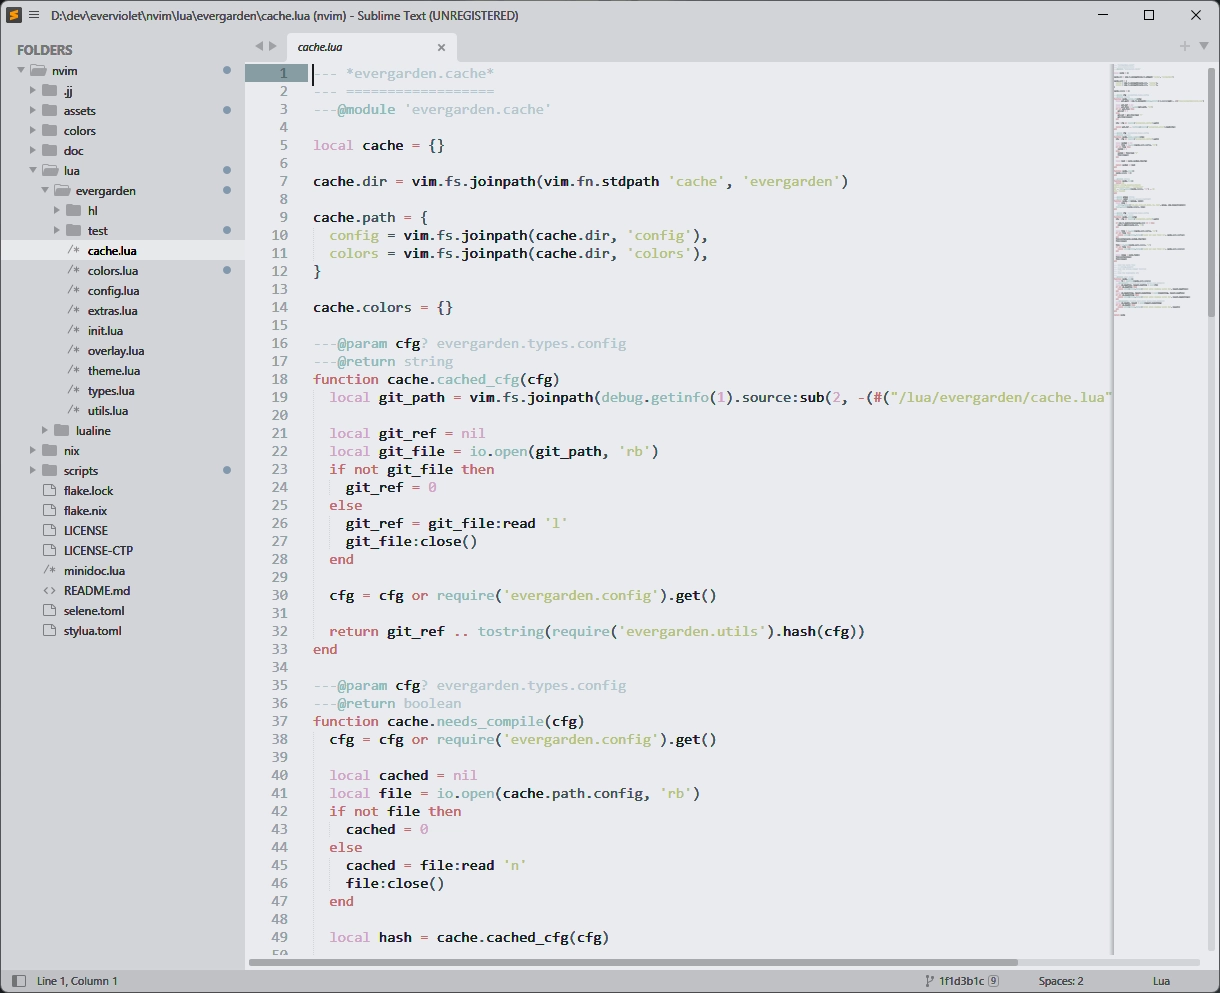 D:\dev\everviolet\nvim\lua\evergarden\cache.lua (nvim) - Sublime Text (UNREGISTERED)
FOLDERS
nvim
.jj
assets
colors
doc
lua
evergarden
hl
test
/* cache.lua
/* colors.lua
/* config.lua
/* extras.lua
/* init.lua
/* overlay.lua
/* theme.lua
/* types.lua
/* utils.lua
lualine
nix
scripts
flake.lock
flake.nix
LICENSE
LICENSE-CTP
/* minidoc.lua
<> README.md
selene.toml
stylua.toml
cache.lua
1 --- *evergarden.cache*
2 --- ==================
3 ---@module 'evergarden.cache'
4
5 local cache = {}
6
7 cache.dir = vim.fs.joinpath(vim.fn.stdpath 'cache', 'evergarden')
8
9 cache.path = {
10   config = vim.fs.joinpath(cache.dir, 'config'),
11   colors = vim.fs.joinpath(cache.dir, 'colors'),
12 }
13
14 cache.colors = {}
15
16 ---@param cfg? evergarden.types.config
17 ---@return string
18 function cache.cached_cfg(cfg)
19   local git_path = vim.fs.joinpath(debug.getinfo(1).source:sub(2, -(#("/lua/evergarden/cache.lua"
20
21   local git_ref = nil
22   local git_file = io.open(git_path, 'rb')
23   if not git_file then
24     git_ref = 0
25   else
26     git_ref = git_file:read 'l'
27     git_file:close()
28   end
29
30   cfg = cfg or require('evergarden.config').get()
31
32   return git_ref .. tostring(require('evergarden.utils').hash(cfg))
33 end
34
35 ---@param cfg? evergarden.types.config
36 ---@return boolean
37 function cache.needs_compile(cfg)
38   cfg = cfg or require('evergarden.config').get()
39
40   local cached = nil
41   local file = io.open(cache.path.config, 'rb')
42   if not file then
43     cached = 0
44   else
45     cached = file:read 'n'
46     file:close()
47   end
48
49   local hash = cache.cached_cfg(cfg)
50
Line 1, Column 1
1f1d3b1c 9
Spaces: 2
Lua